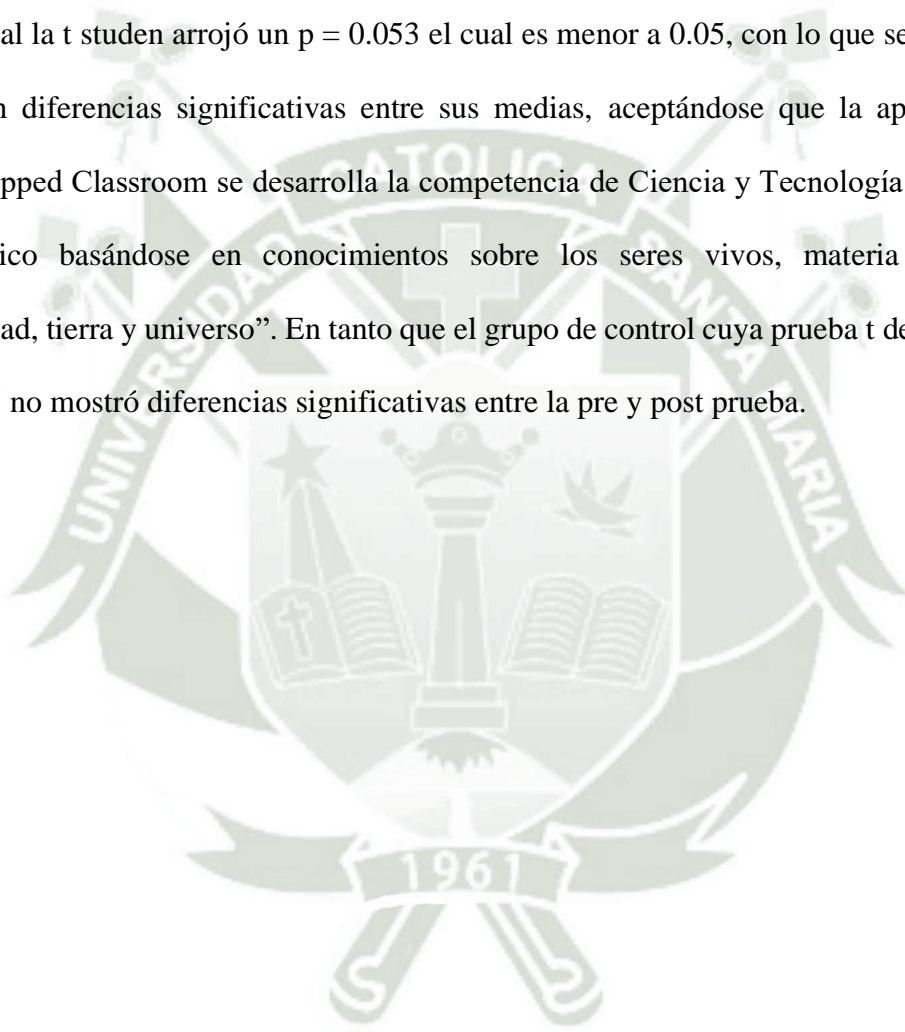 al la t studen arrojó un p = 0.053 el cual es menor a 0.05, con lo que se
diferencias significativas entre sus medias, aceptándose que la ap
pped Classroom se desarrolla la competencia de Ciencia y Tecnología
ico basándose en conocimientos sobre los seres vivos, materia
ad, tierra y universo”. En tanto que el grupo de control cuya prueba t de
no mostró diferencias significativas entre la pre y post prueba.
UNIVERSIDAD CATOLICA SANTA MARIA
1961